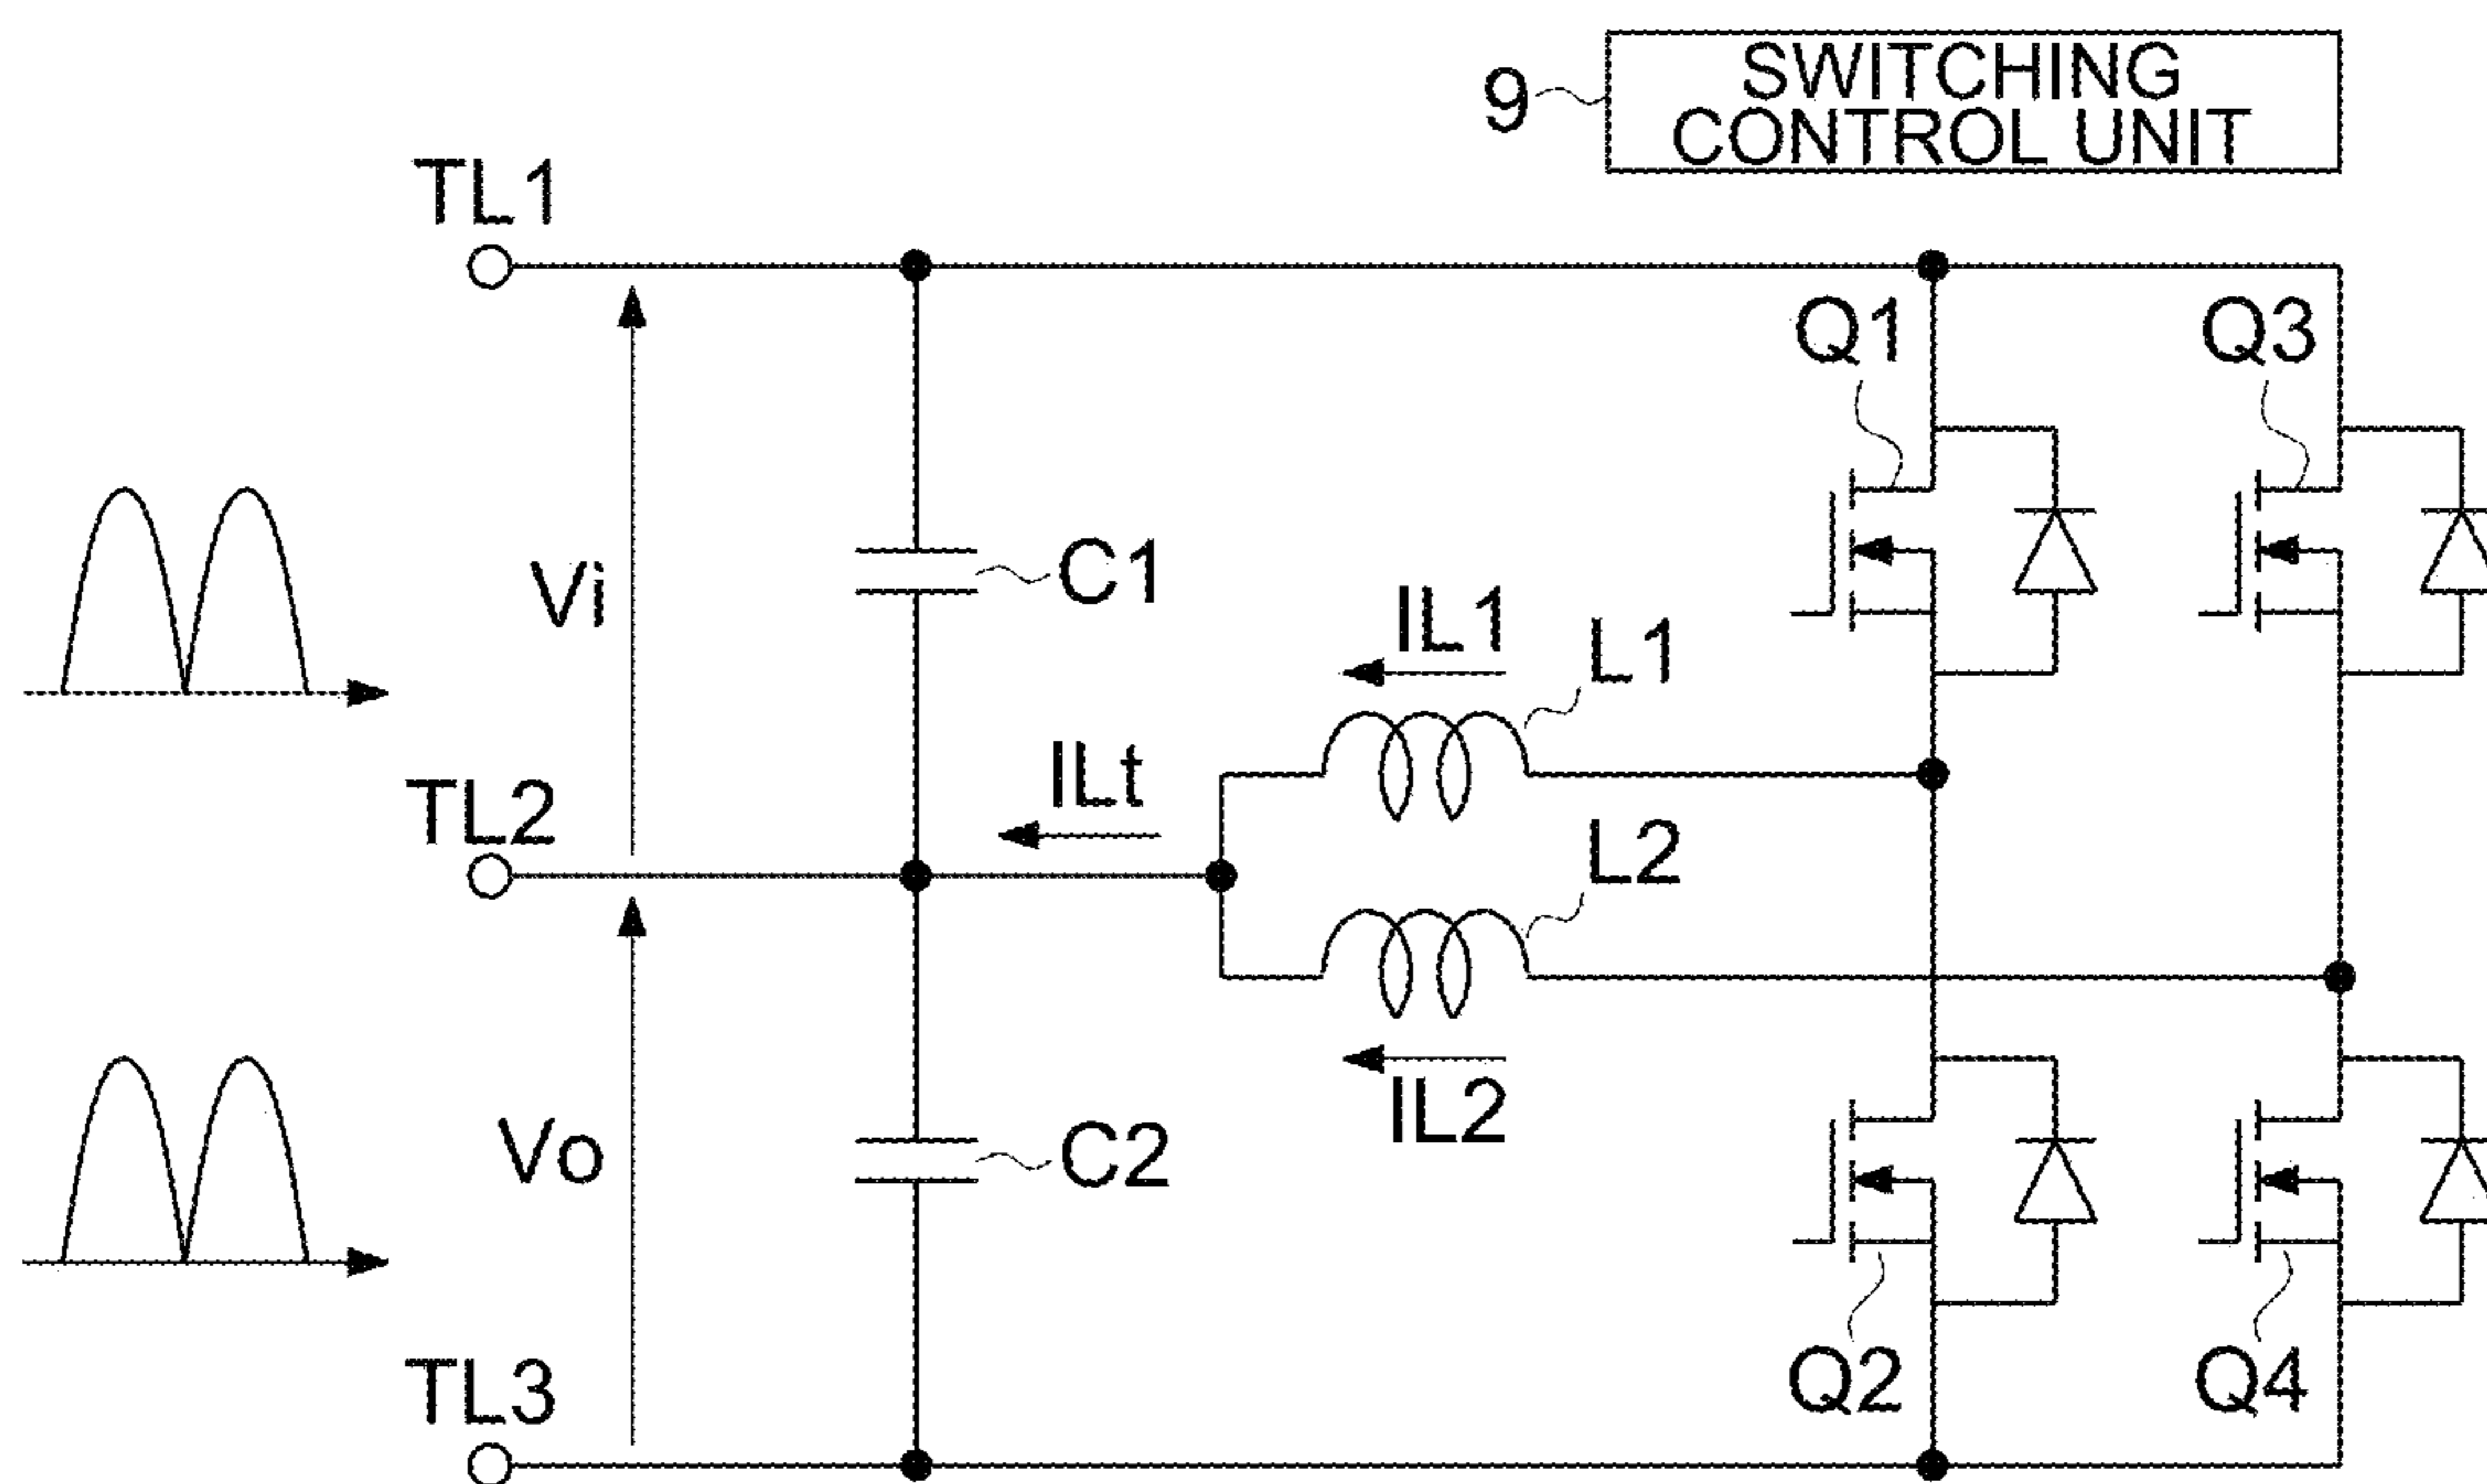 9
SWITCHING
CONTROL UNIT
TL1
Q1
Q3
Vi
C1
IL1
L1
TL2
ILt
L2
Vo
C2
IL2
TL3
Q2
Q4